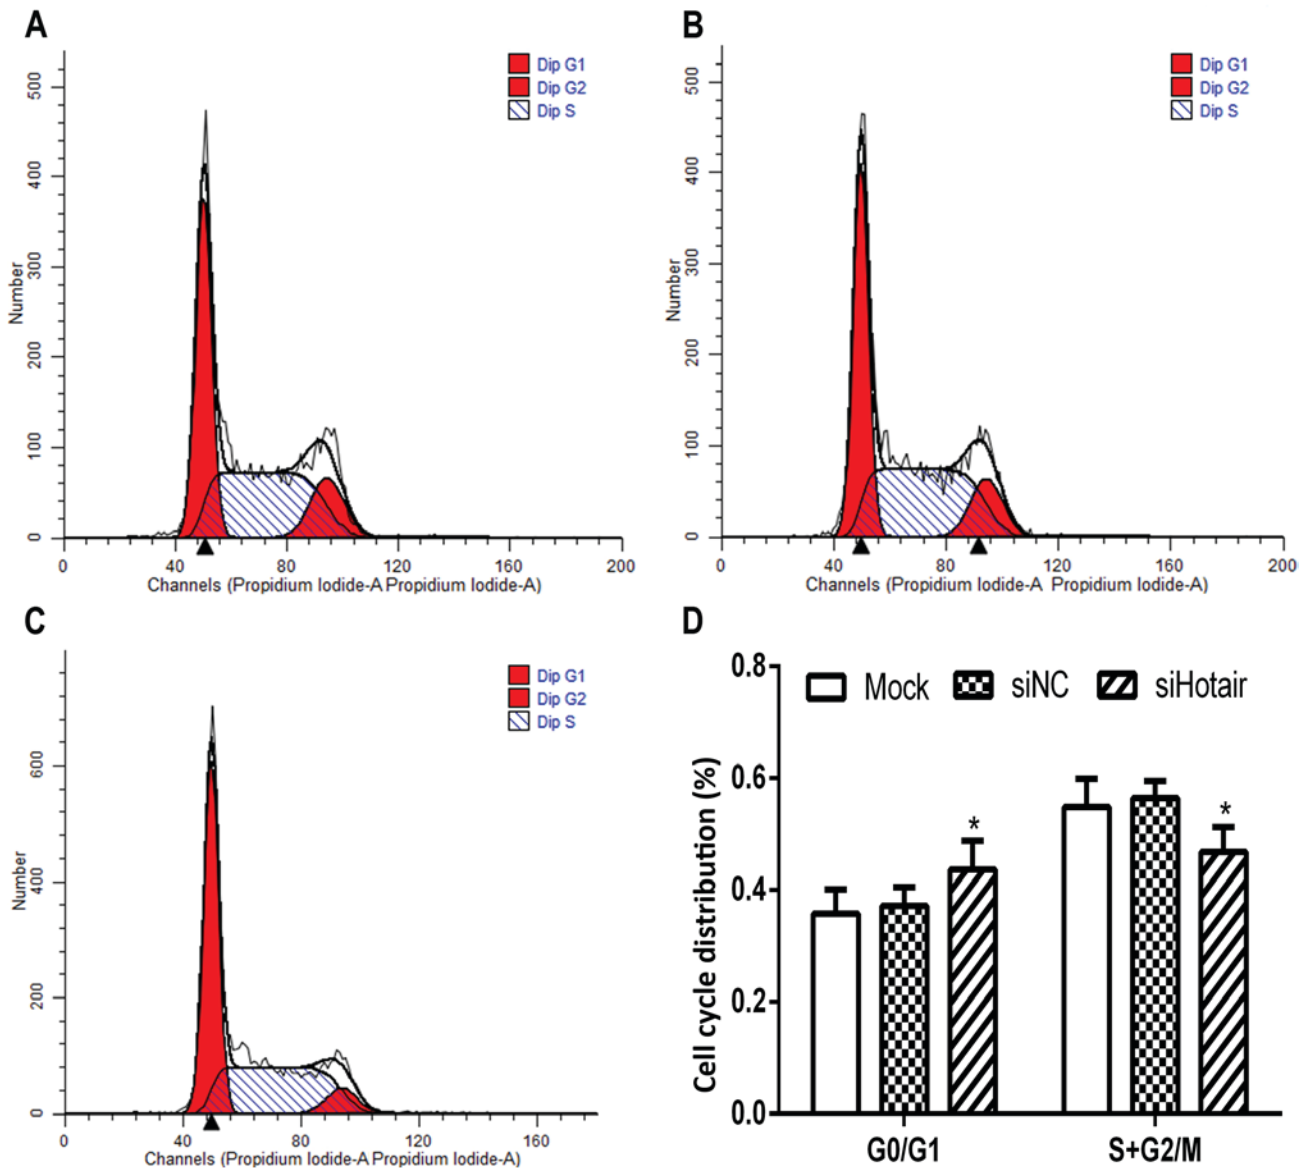 A
Dip G1
Dip G2
Dip S
500
400
300
200
100
0
Number
0 40 80 120 160 200
Channels (Propidium Iodide-A Propidium Iodide-A)
B
Dip G1
Dip G2
Dip S
500
400
300
200
100
0
Number
0 40 80 120 160 200
Channels (Propidium Iodide-A Propidium Iodide-A)
C
Dip G1
Dip G2
Dip S
600
400
200
0
Number
0 40 80 120 160
Channels (Propidium Iodide-A Propidium Iodide-A)
D
Mock siNC siHotair
0.8
0.6
0.4
0.2
0.0
Cell cycle distribution (%)
* *
G0/G1 S+G2/M